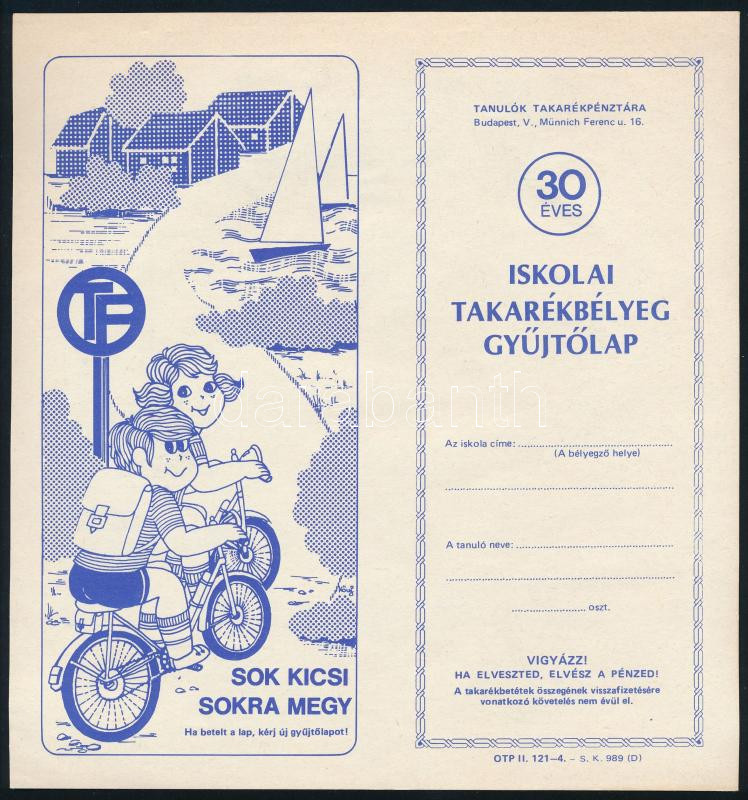 TF
SOK KICSI
SOKRA MEGY
Ha betelt a lap, kérj új gyűjtőlapot!
TANULÓK TAKARÉKPÉNZTÁRA
Budapest, V., Münnich Ferenc u. 16.
30
ÉVES
ISKOLAI
TAKARÉKBÉLYEG
GYŰJTŐLAP
Az iskola címe: ........................................
(A bélyegző helye)
A tanuló neve: ........................................
.................... oszt.
VIGYÁZZ!
HA ELVESZTED, ELVÉSZ A PÉNZED!
A takarékbetétek összegének visszafizetésére
vonatkozó követelés nem évül el.
OTP II. 121—4. – S. K. 989 (D)
darabanth